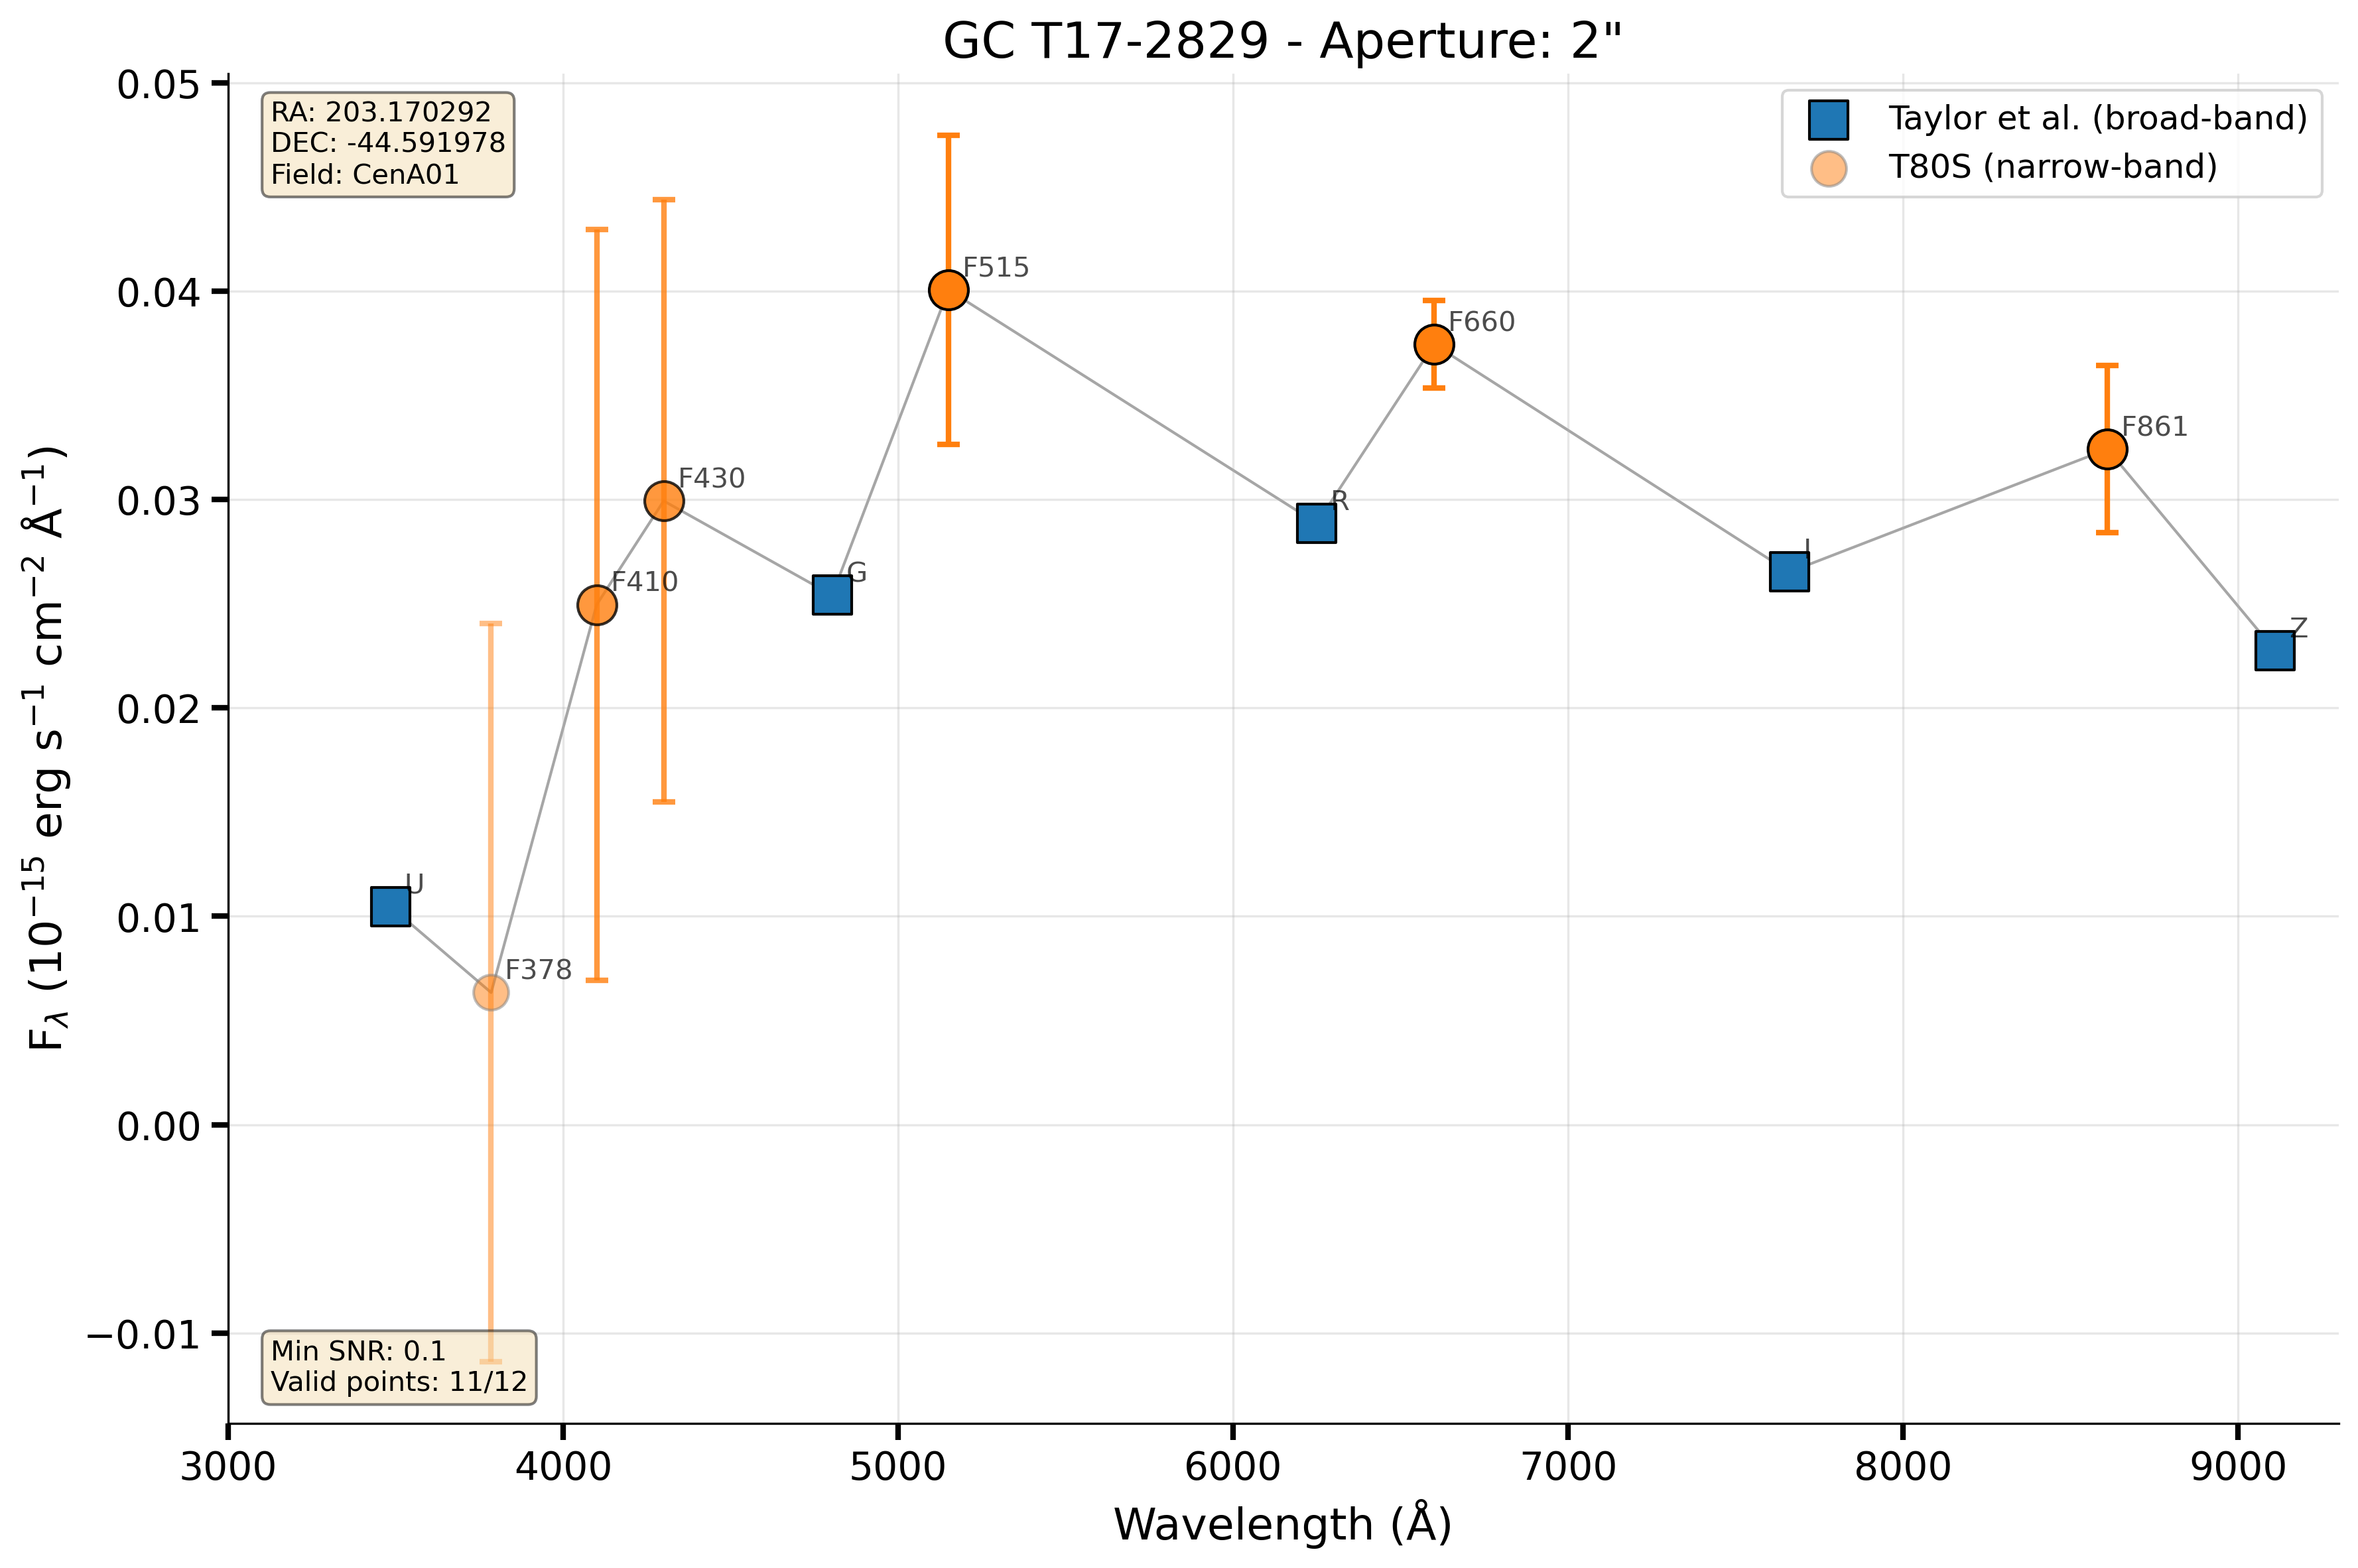 GC T17-2829 - Aperture: 2"
RA: 203.170292
DEC: -44.591978
Field: CenA01
Taylor et al. (broad-band)
T80S (narrow-band)
F_λ (10⁻¹⁵ erg s⁻¹ cm⁻² Å⁻¹)
0.05
0.04
0.03
0.02
0.01
0.00
−0.01
U
F378
F410
F430
G
F515
R
F660
I
F861
Z
Min SNR: 0.1
Valid points: 11/12
3000 4000 5000 6000 7000 8000 9000
Wavelength (Å)